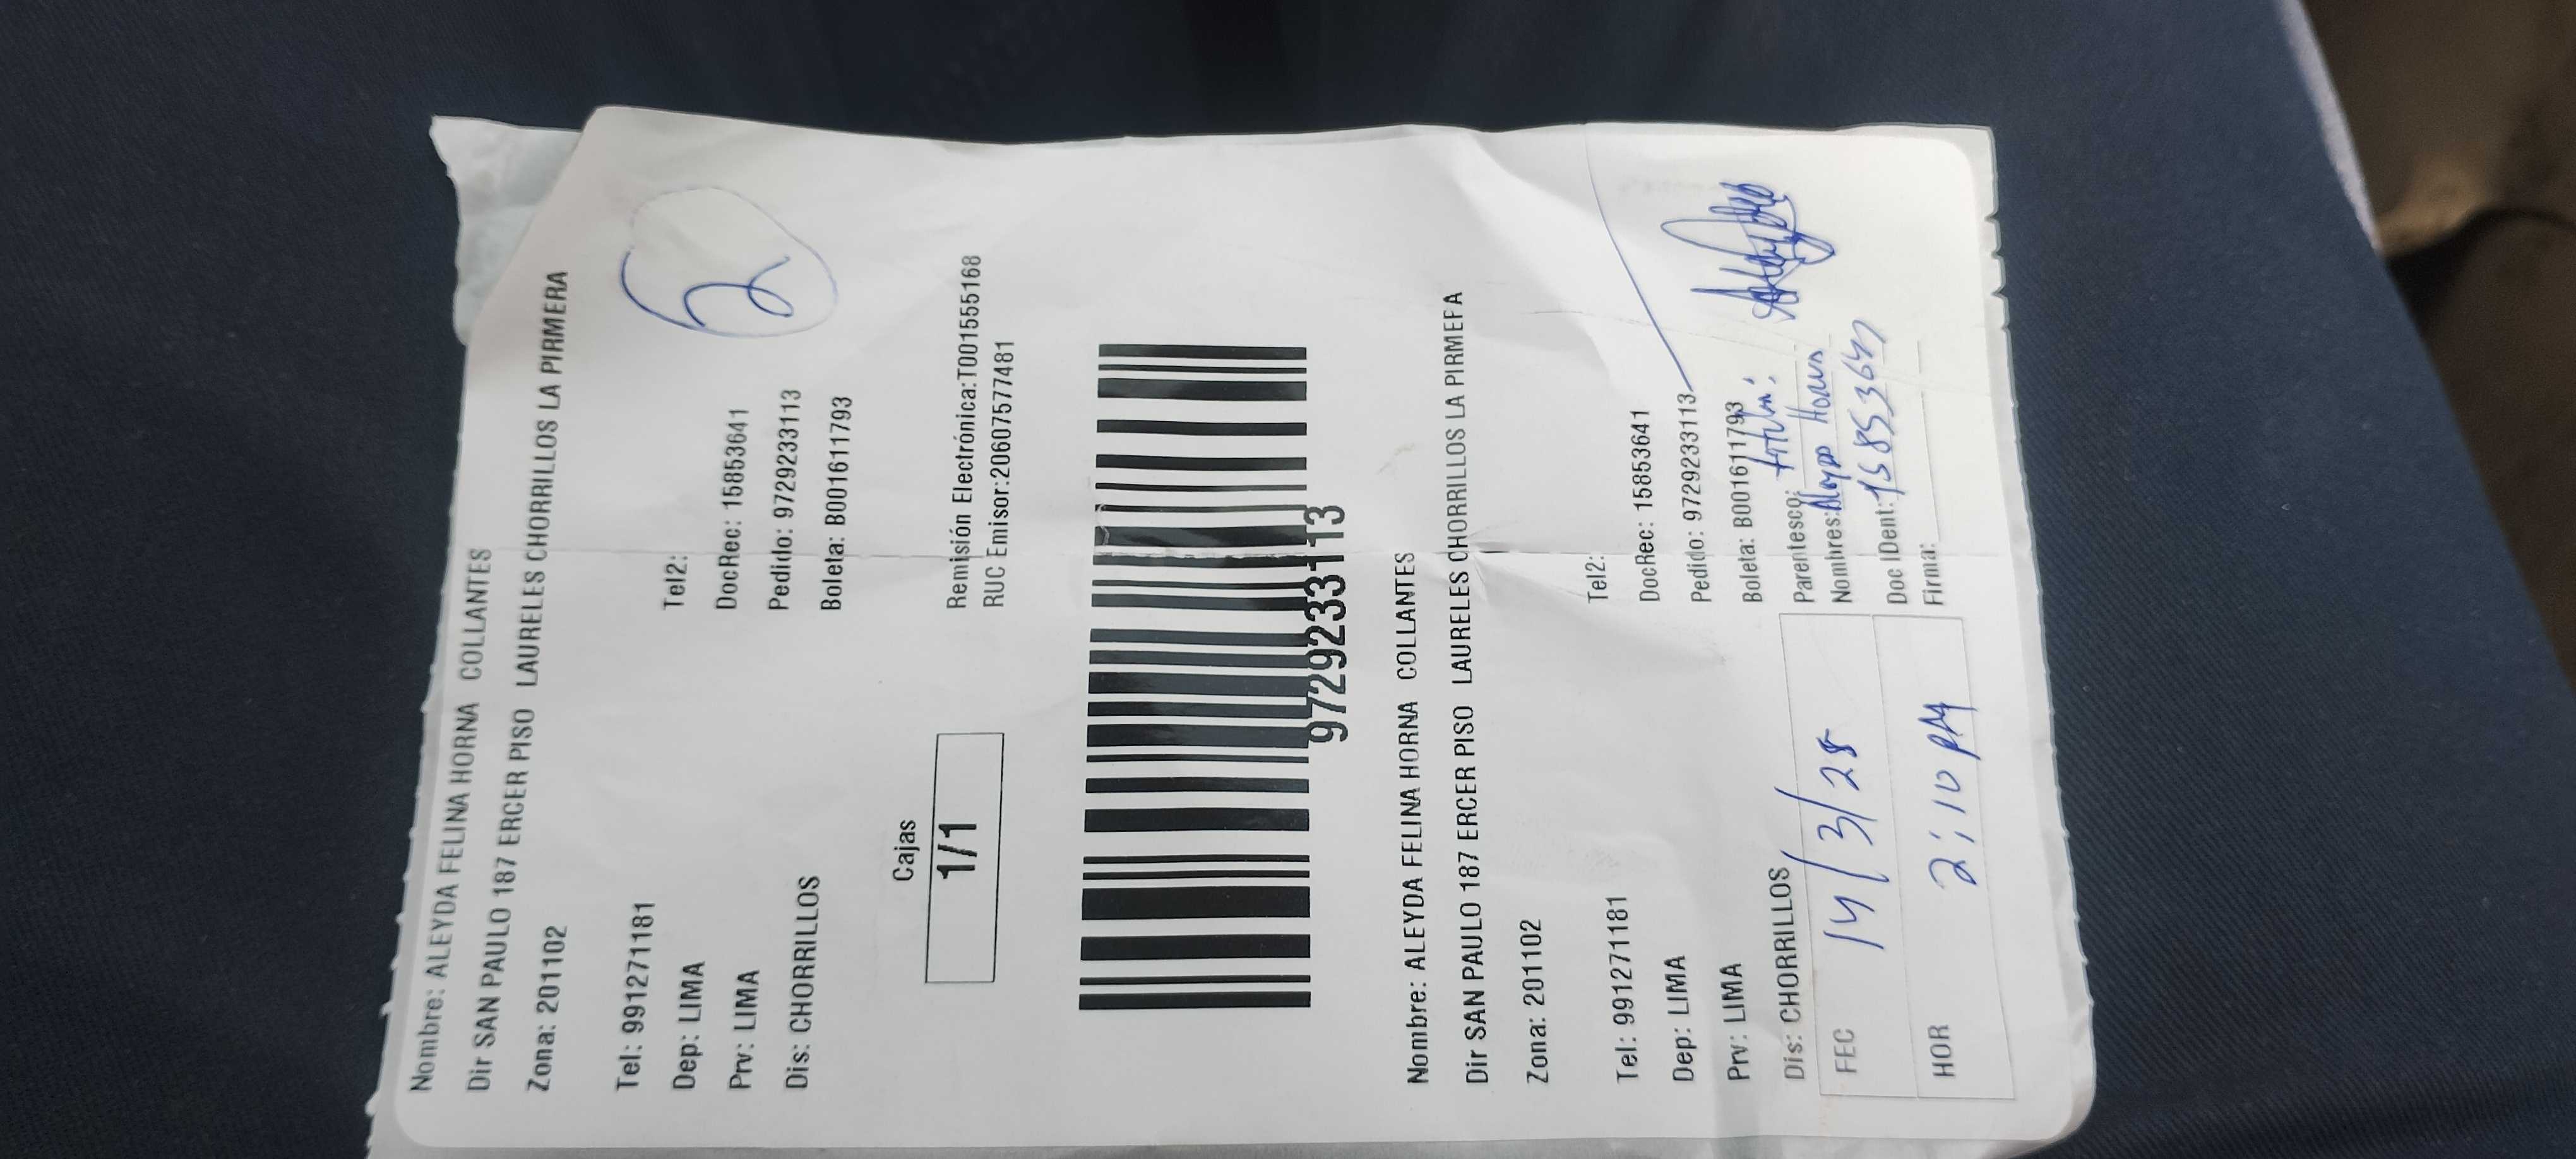 Nombre: ALEYDA FELINA HORNA COLLANTES
Dir SAN PAULO 187 ERCER PISO LAURELES CHORRILLOS LA PIRMERA
Zona: 201102
Tel: 991271181 Tel2:
Dep: LIMA DocRec: 15853641
Prv: LIMA Pedido: 9729233113
Dis: CHORRILLOS Boleta: B001611793
Cajas
1/1
Remisión Electrónica:T001555168
RUC Emisor:20607577481
9729233113
Nombre: ALEYDA FELINA HORNA COLLANTES
Dir SAN PAULO 187 ERCER PISO LAURELES CHORRILLOS LA PIRMEFA
Zona: 201102
Tel: 991271181 Tel2:
Dep: LIMA DocRec: 15853641
Prv: LIMA Pedido: 9729233113
Dis: CHORRILLOS Boleta: B001611793
FEC 14/3/25
HOR 2:10 PM
Parentesco:
Nombres: Horna
Doc IDent: 15853641
Firma: